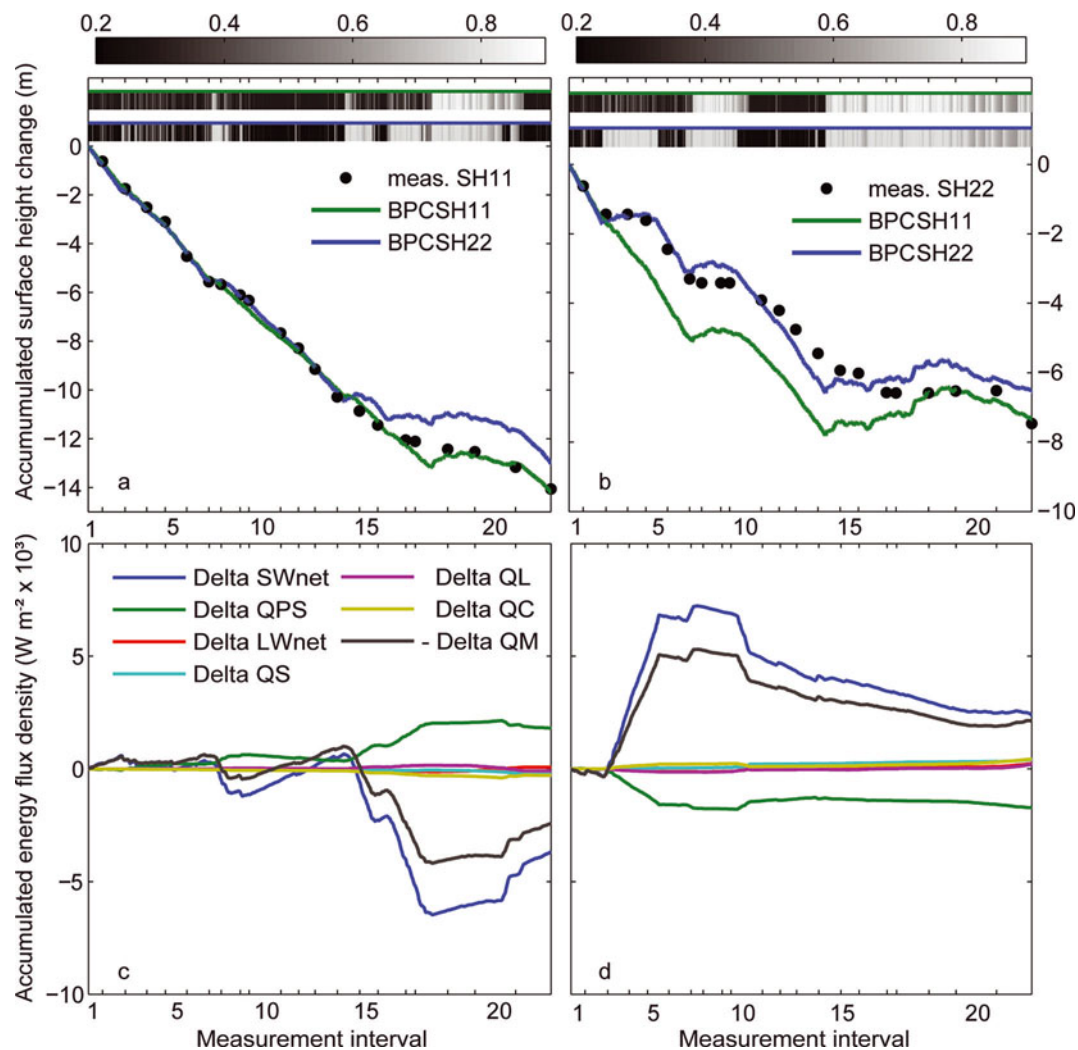 0.2 0.4 0.6 0.8
0.2 0.4 0.6 0.8
Accumulated surface height change (m)
0
−2
−4
−6
−8
−10
−12
−14
meas. SH11
BPCSH11
BPCSH22
a
1 5 10 15 20
meas. SH22
BPCSH11
BPCSH22
b
0
−2
−4
−6
−8
−10
1 5 10 15 20
Accumulated energy flux density (W m⁻² x 10³)
10
5
0
−5
−10
Delta SWnet
Delta QPS
Delta LWnet
Delta QS
Delta QL
Delta QC
- Delta QM
c
1 5 10 15 20
Measurement interval
d
1 5 10 15 20
Measurement interval